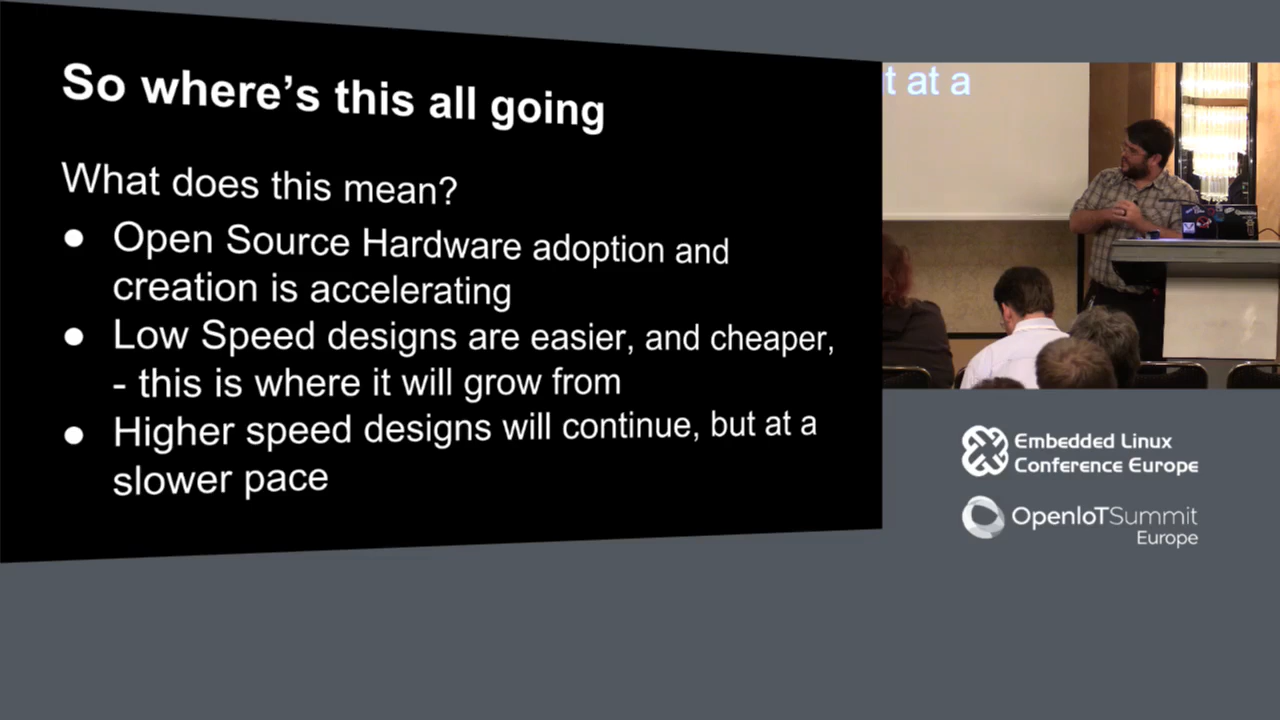 So where's this all going
What does this mean?
● Open Source Hardware adoption and
creation is accelerating
● Low Speed designs are easier, and cheaper,
- this is where it will grow from
● Higher speed designs will continue, but at a
slower pace
t at a
Embedded Linux
Conference Europe
OpenIoTSummit
Europe